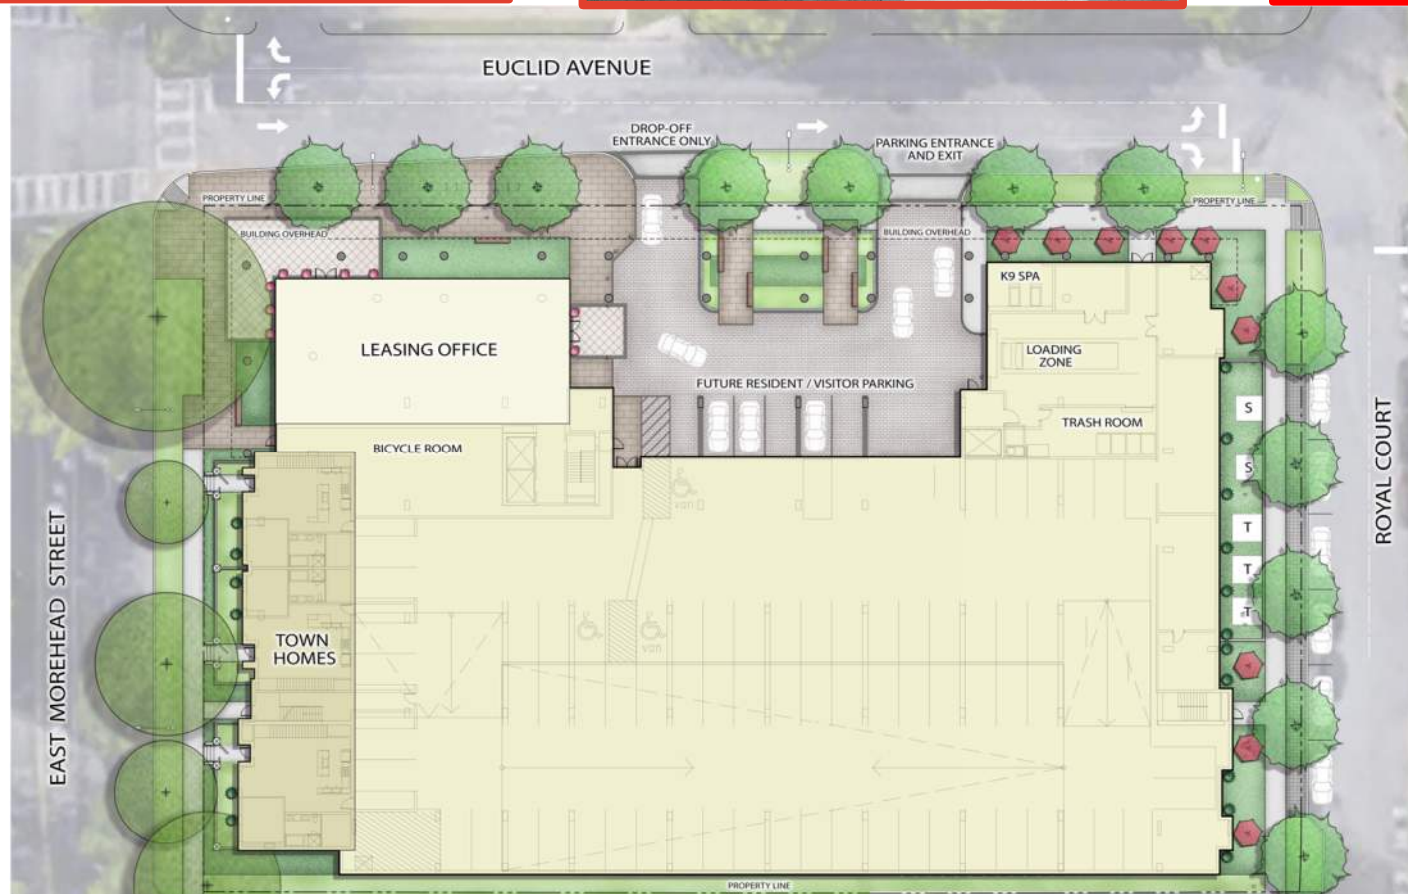 EUCLID AVENUE
DROP-OFF
ENTRANCE ONLY
PARKING ENTRANCE
AND EXIT
PROPERTY LINE
PROPERTY LINE
BUILDING OVERHEAD
BUILDING OVERHEAD
K9 SPA
LEASING OFFICE
LOADING
ZONE
FUTURE RESIDENT / VISITOR PARKING
S
TRASH ROOM
BICYCLE ROOM
S
van
T
T
T
van
TOWN
HOMES
EAST MOREHEAD STREET
ROYAL COURT
PROPERTY LINE